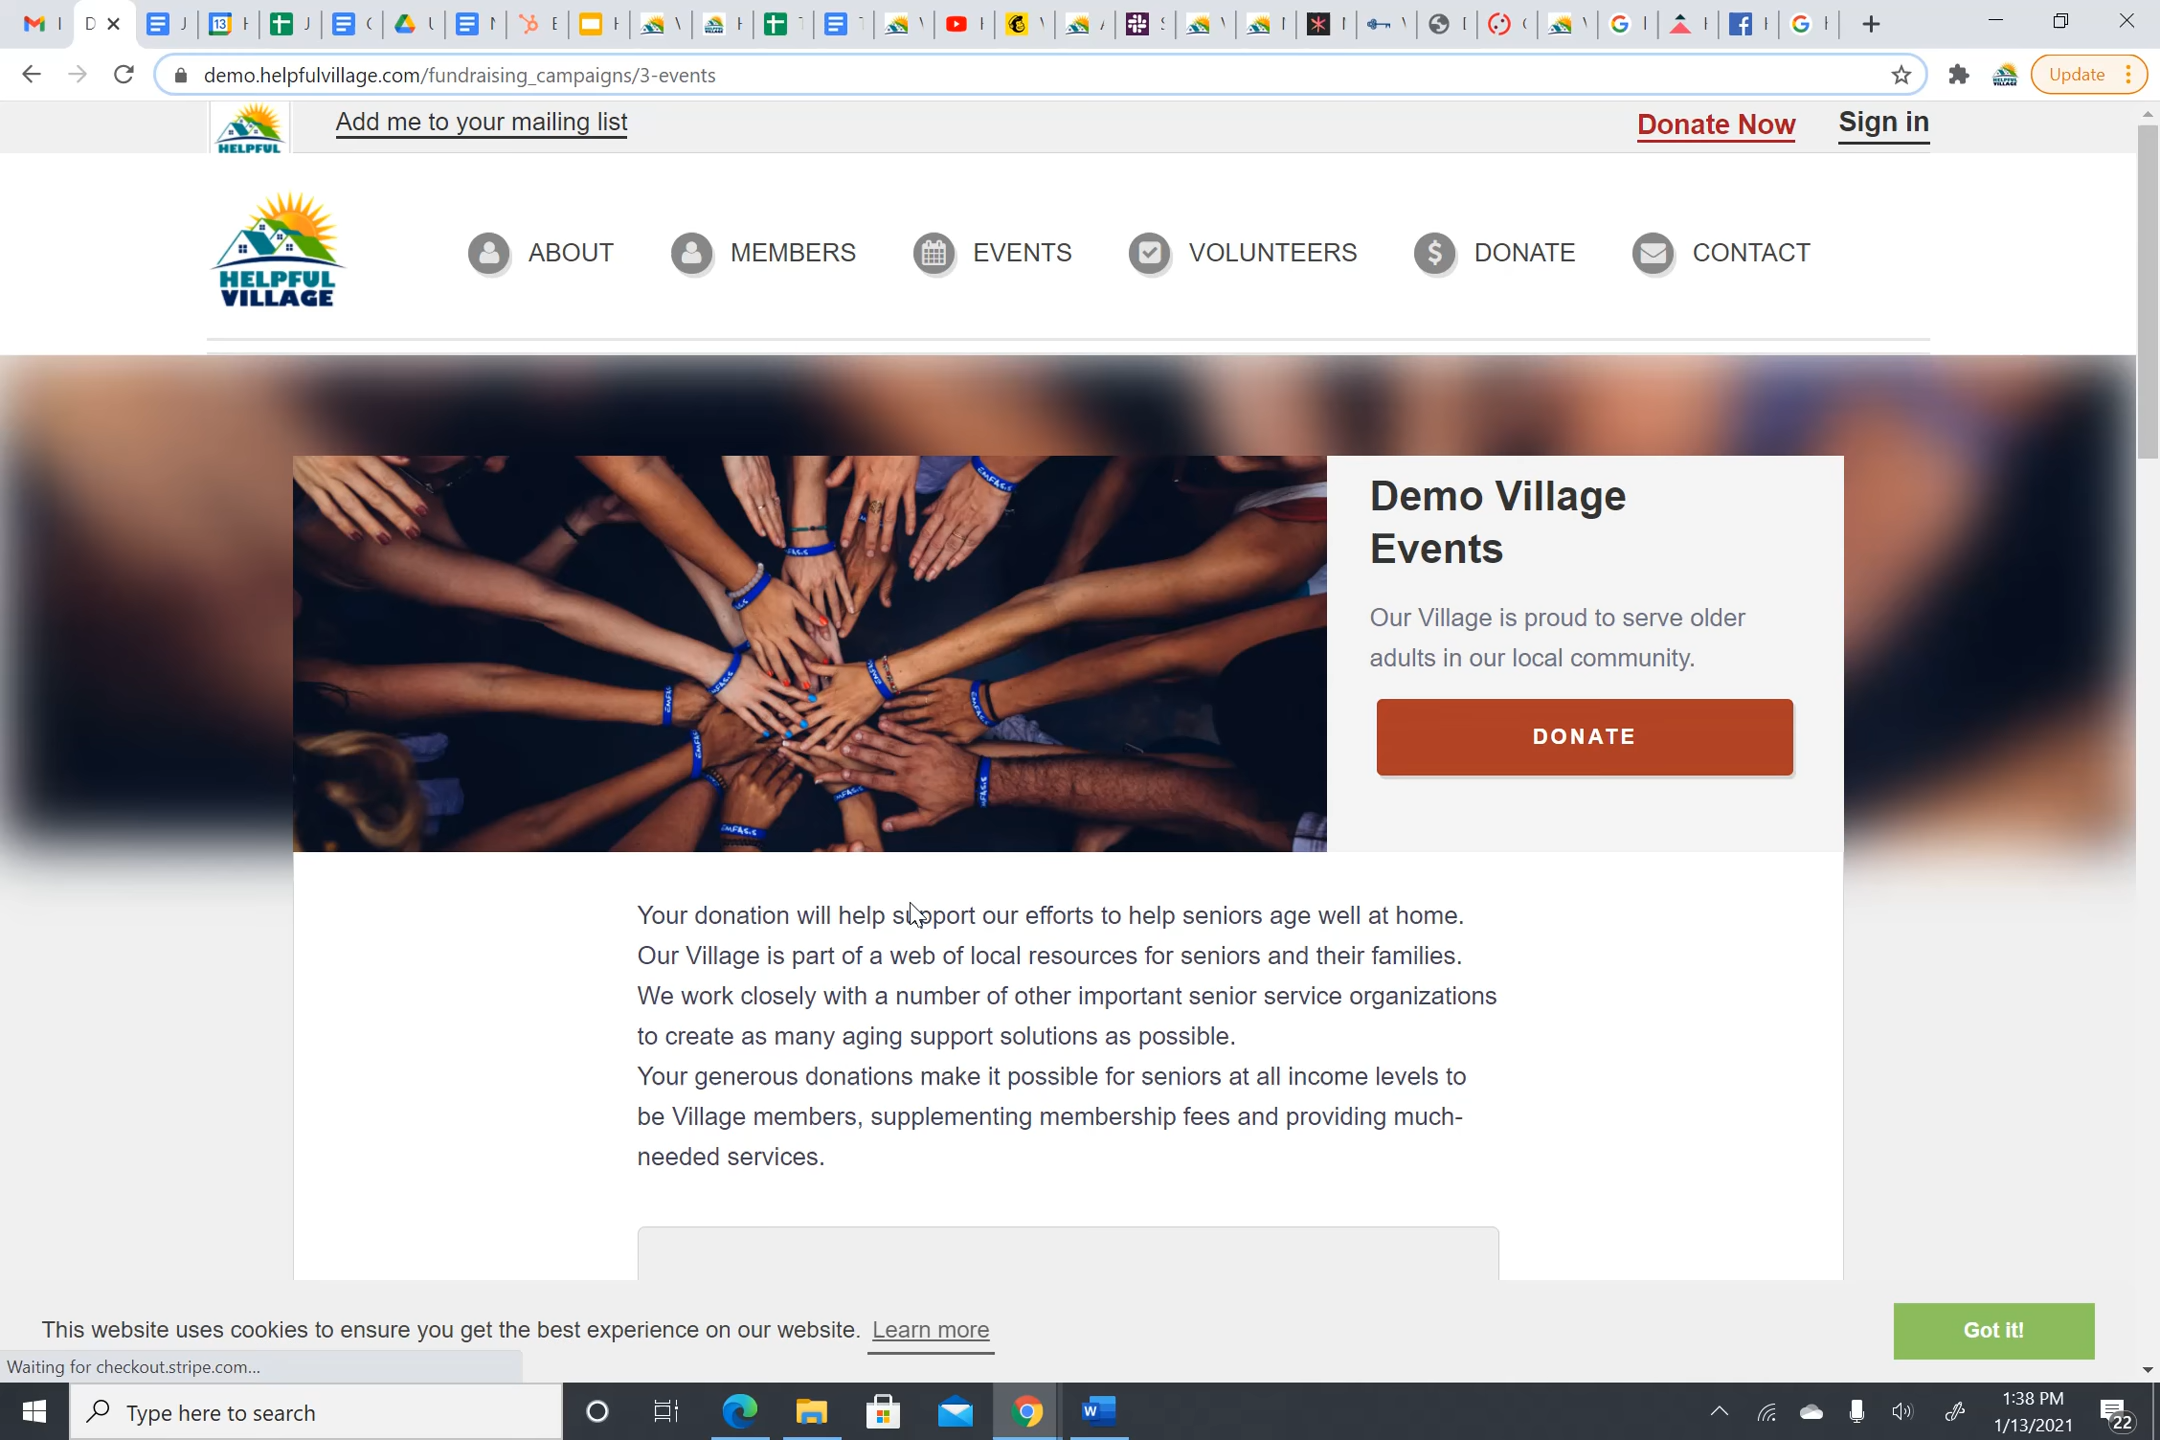 demo.helpfulvillage.com/fundraising_campaigns/3-events
Update
HELPFUL
Add me to your mailing list
Donate Now
Sign in
HELPFUL
VILLAGE
ABOUT
MEMBERS
EVENTS
VOLUNTEERS
DONATE
CONTACT
Demo Village
Events
Our Village is proud to serve older
adults in our local community.
DONATE
Your donation will help support our efforts to help seniors age well at home.
Our Village is part of a web of local resources for seniors and their families.
We work closely with a number of other important senior service organizations
to create as many aging support solutions as possible.
Your generous donations make it possible for seniors at all income levels to
be Village members, supplementing membership fees and providing much-
needed services.
This website uses cookies to ensure you get the best experience on our website. Learn more
Got it!
Waiting for checkout.stripe.com...
Type here to search
1:38 PM
1/13/2021
22